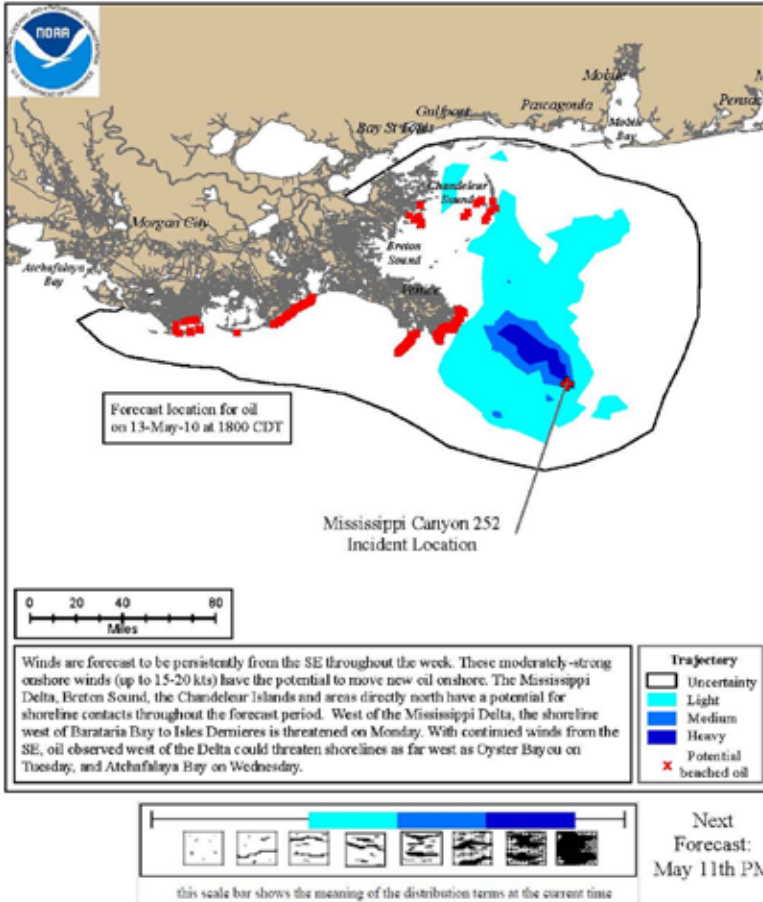 NOAA
NATIONAL OCEANIC AND ATMOSPHERIC ADMINISTRATION
U.S. DEPARTMENT OF COMMERCE
Mobile
Gulfport
Pascagoula
Bay St Louis
Mobile
Bay
Pensac
Chandeleur
Sound
Morgan City
Breton
Sound
Atchafalaya
Bay
Venice
Forecast location for oil
on 13-May-10 at 1800 CDT
Mississippi Canyon 252
Incident Location
0 20 40 80
Miles
Winds are forecast to be persistently from the SE throughout the week. These moderately-strong
onshore winds (up to 15-20 kts) have the potential to move new oil onshore. The Mississippi
Delta, Breton Sound, the Chandeleur Islands and areas directly north have a potential for
shoreline contacts throughout the forecast period. West of the Mississippi Delta, the shoreline
west of Barataria Bay to Isles Dernieres is threatened on Monday. With continued winds from the
SE, oil observed west of the Delta could threaten shorelines as far west as Oyster Bayou on
Tuesday, and Atchafalaya Bay on Wednesday.
Trajectory
Uncertainty
Light
Medium
Heavy
x Potential
beached oil
Next
Forecast:
May 11th PM
this scale bar shows the meaning of the distribution terms at the current time